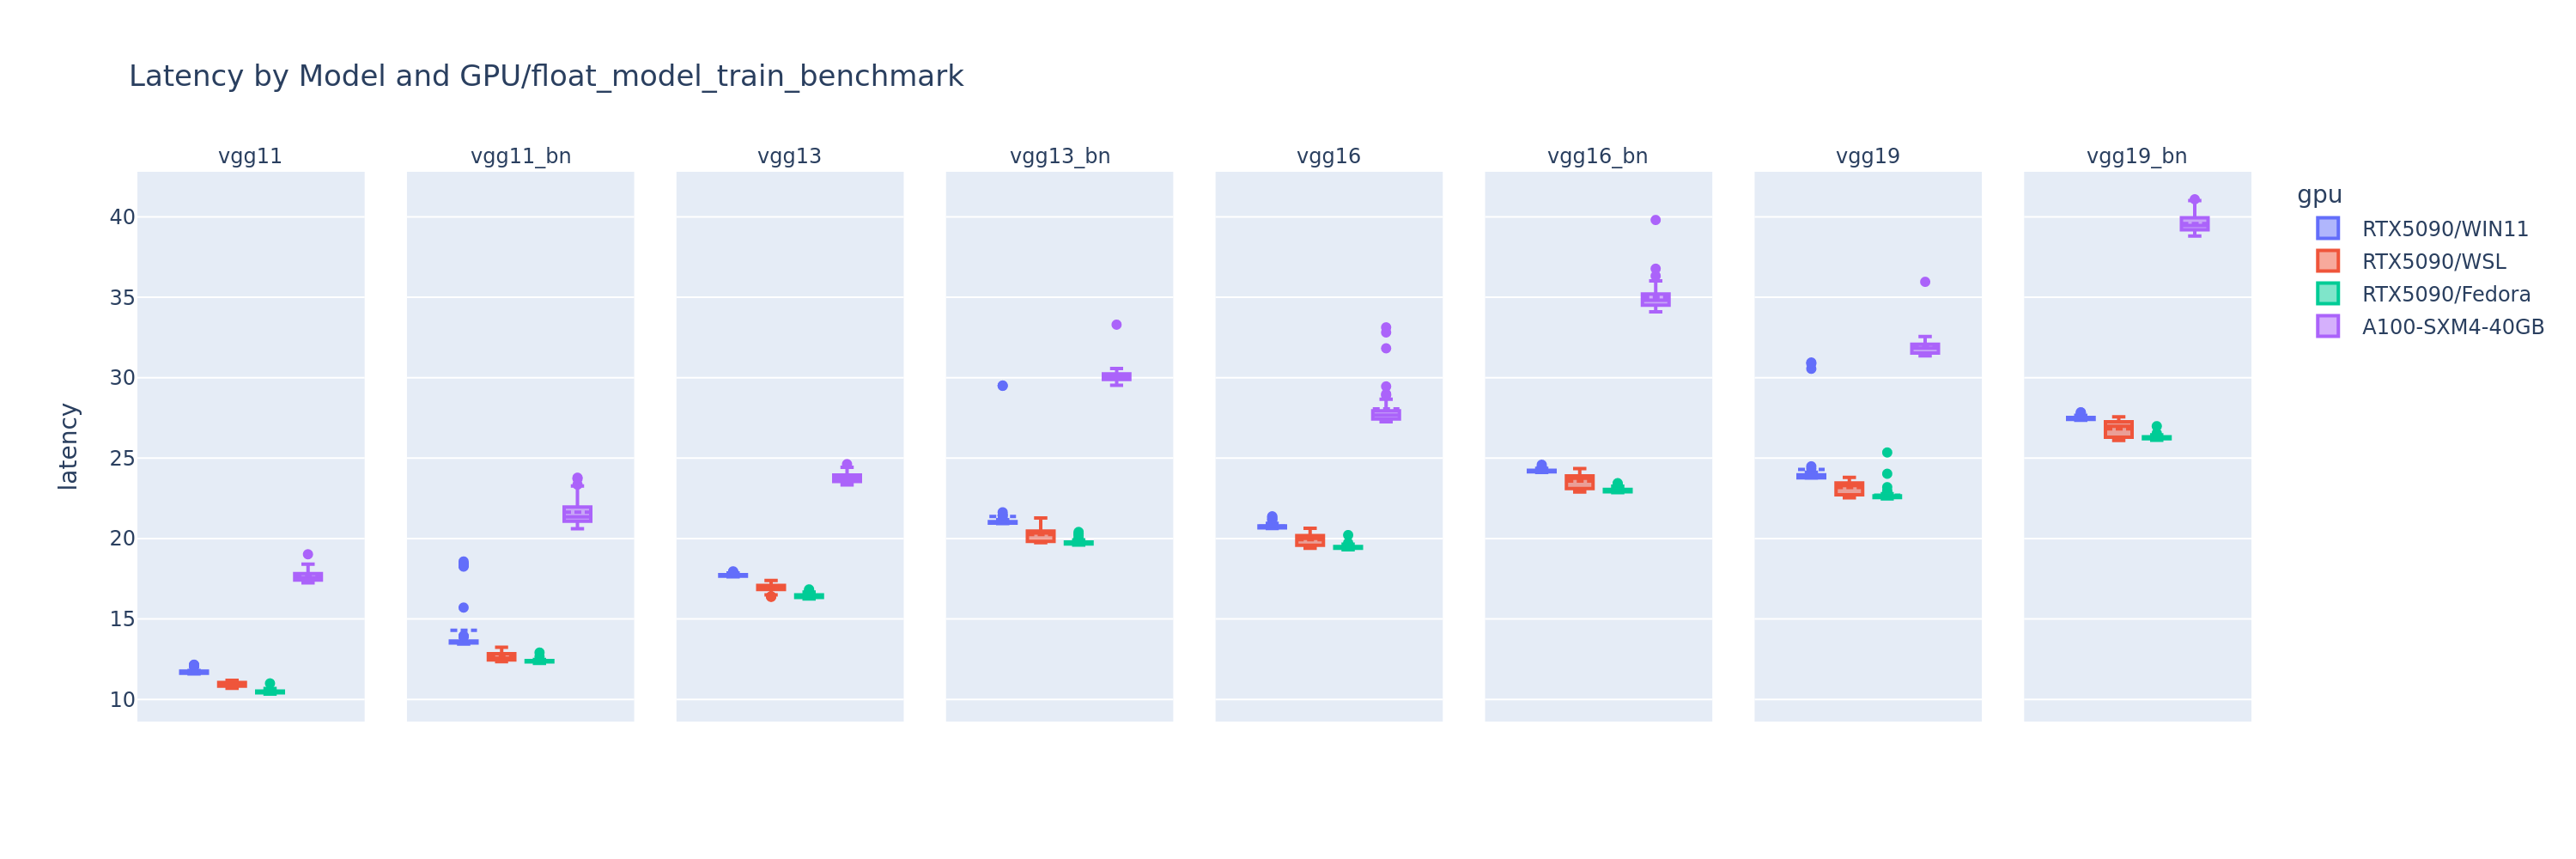 Latency by Model and GPU/float_model_train_benchmark
vgg11
vgg11_bn
vgg13
vgg13_bn
vgg16
vgg16_bn
vgg19
vgg19_bn
40
35
30
25
20
15
10
latency
gpu
RTX5090/WIN11
RTX5090/WSL
RTX5090/Fedora
A100-SXM4-40GB